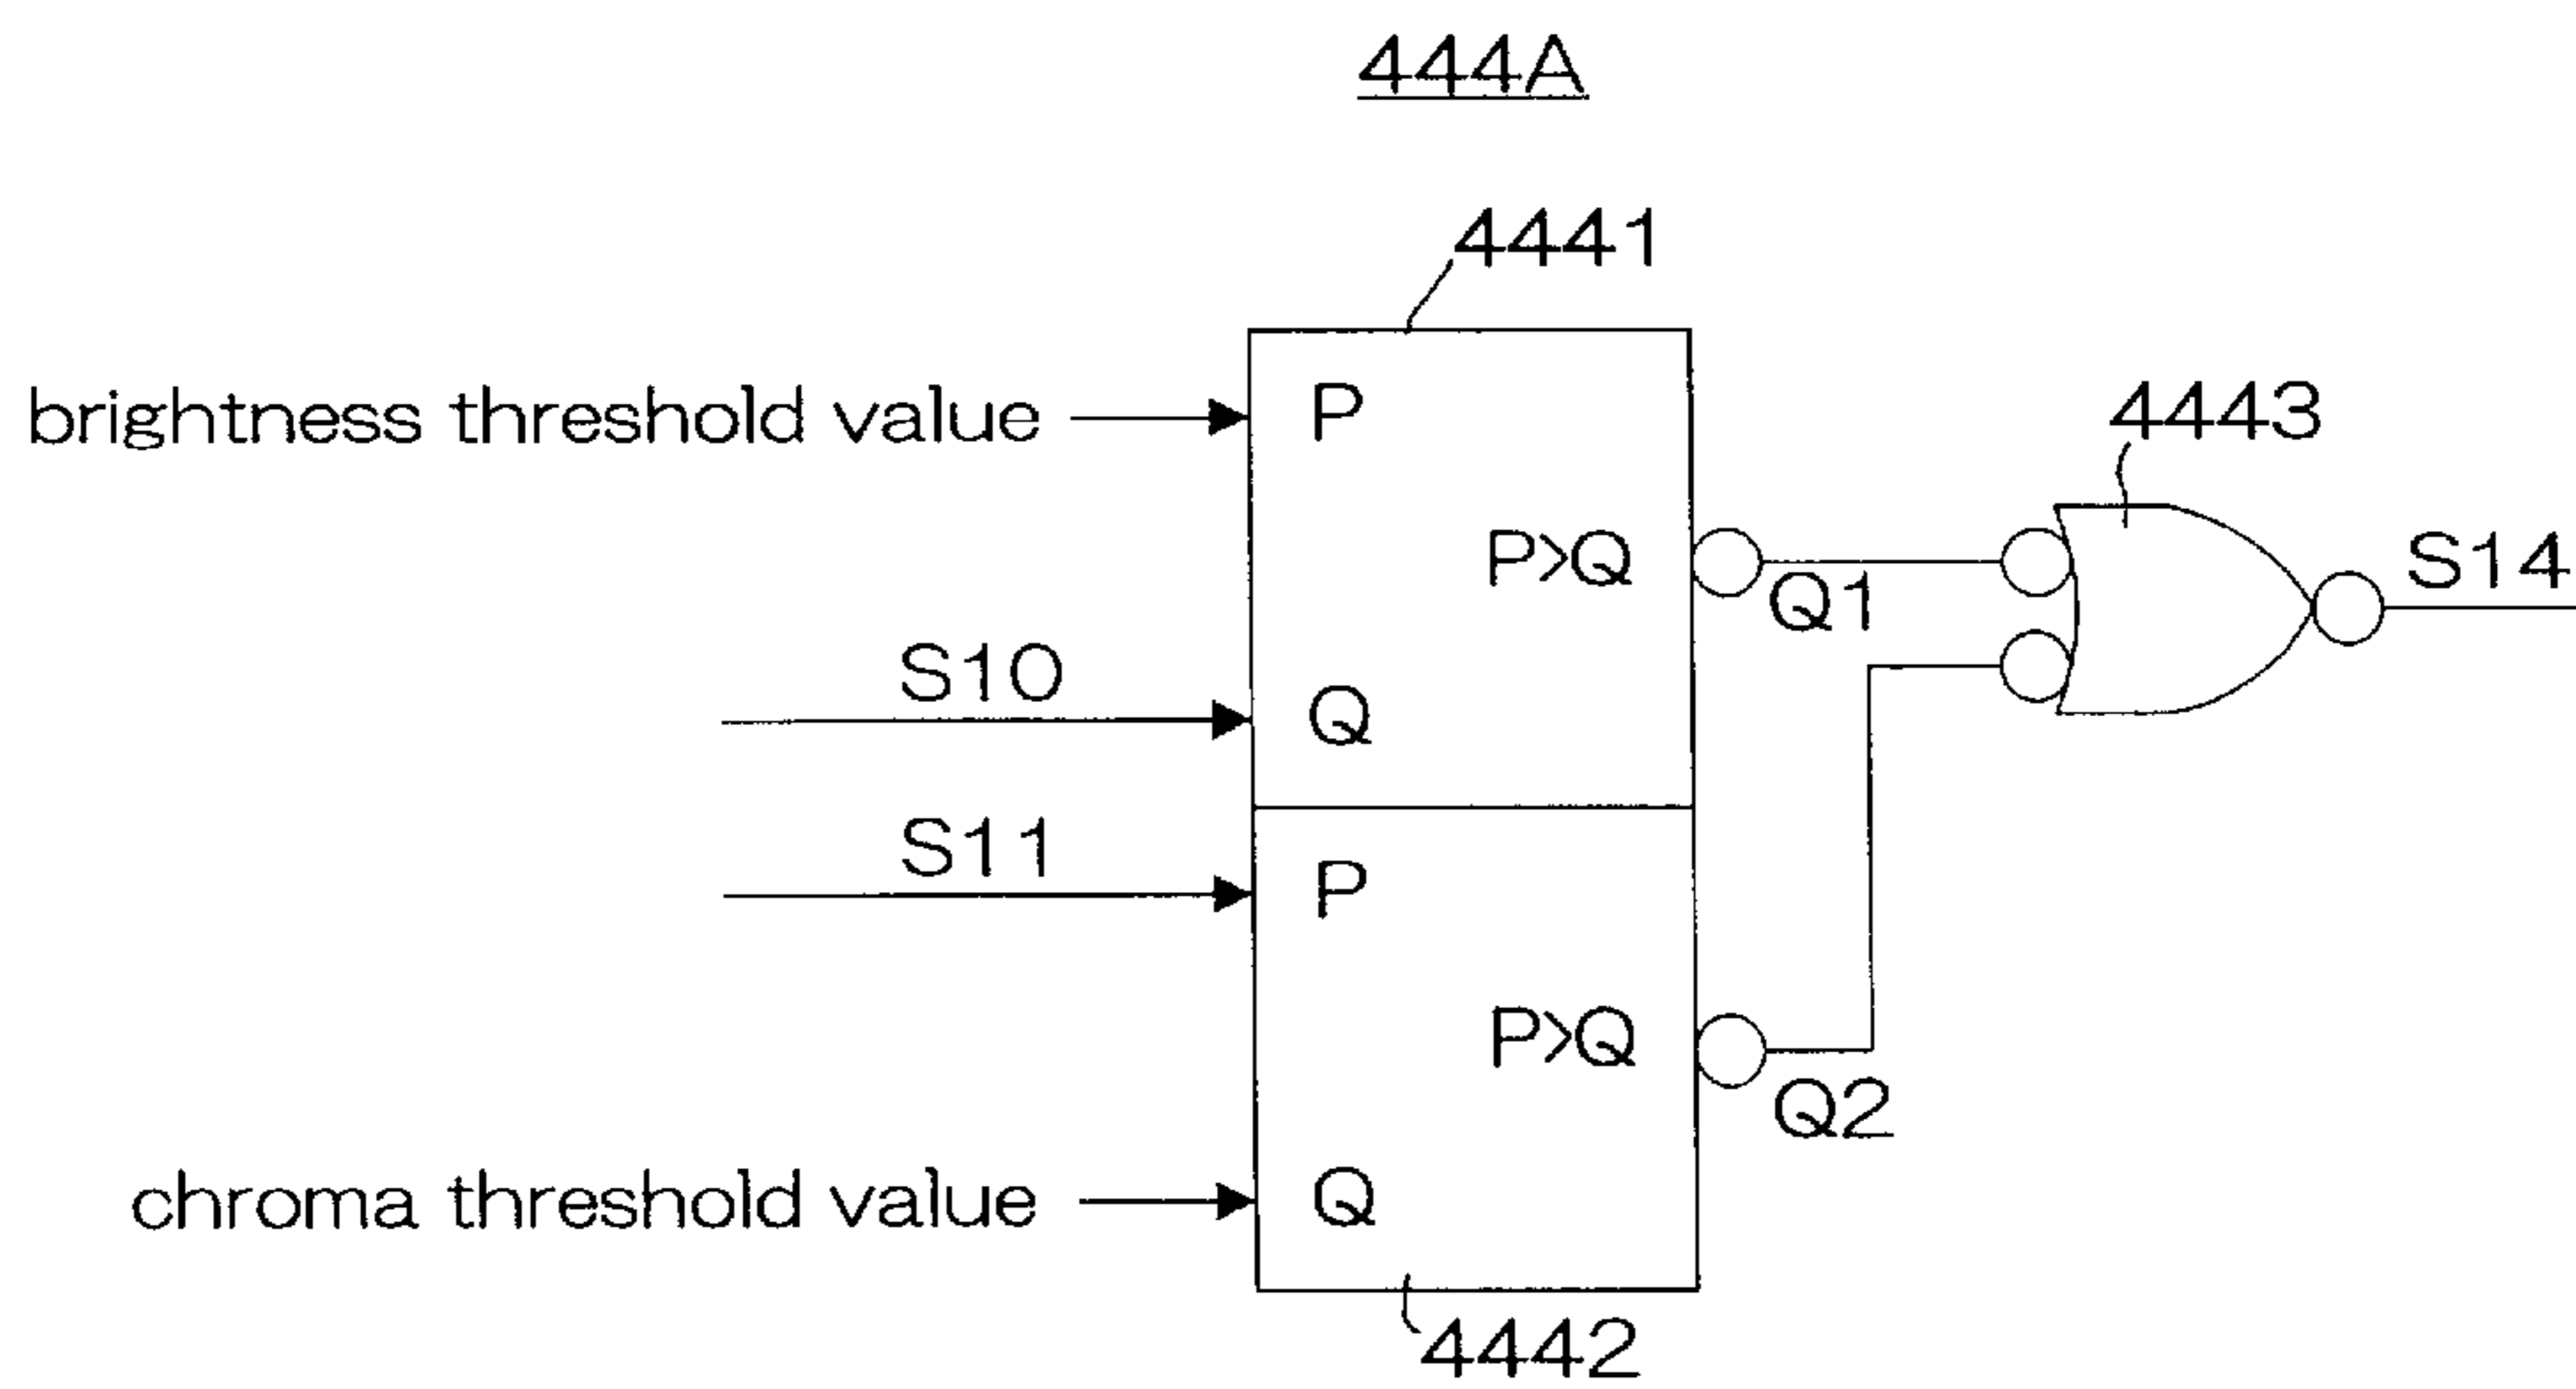 444A
4441
brightness threshold value
P
4443
P>Q
Q1
S14
S10
Q
S11
P
P>Q
Q2
chroma threshold value
Q
4442